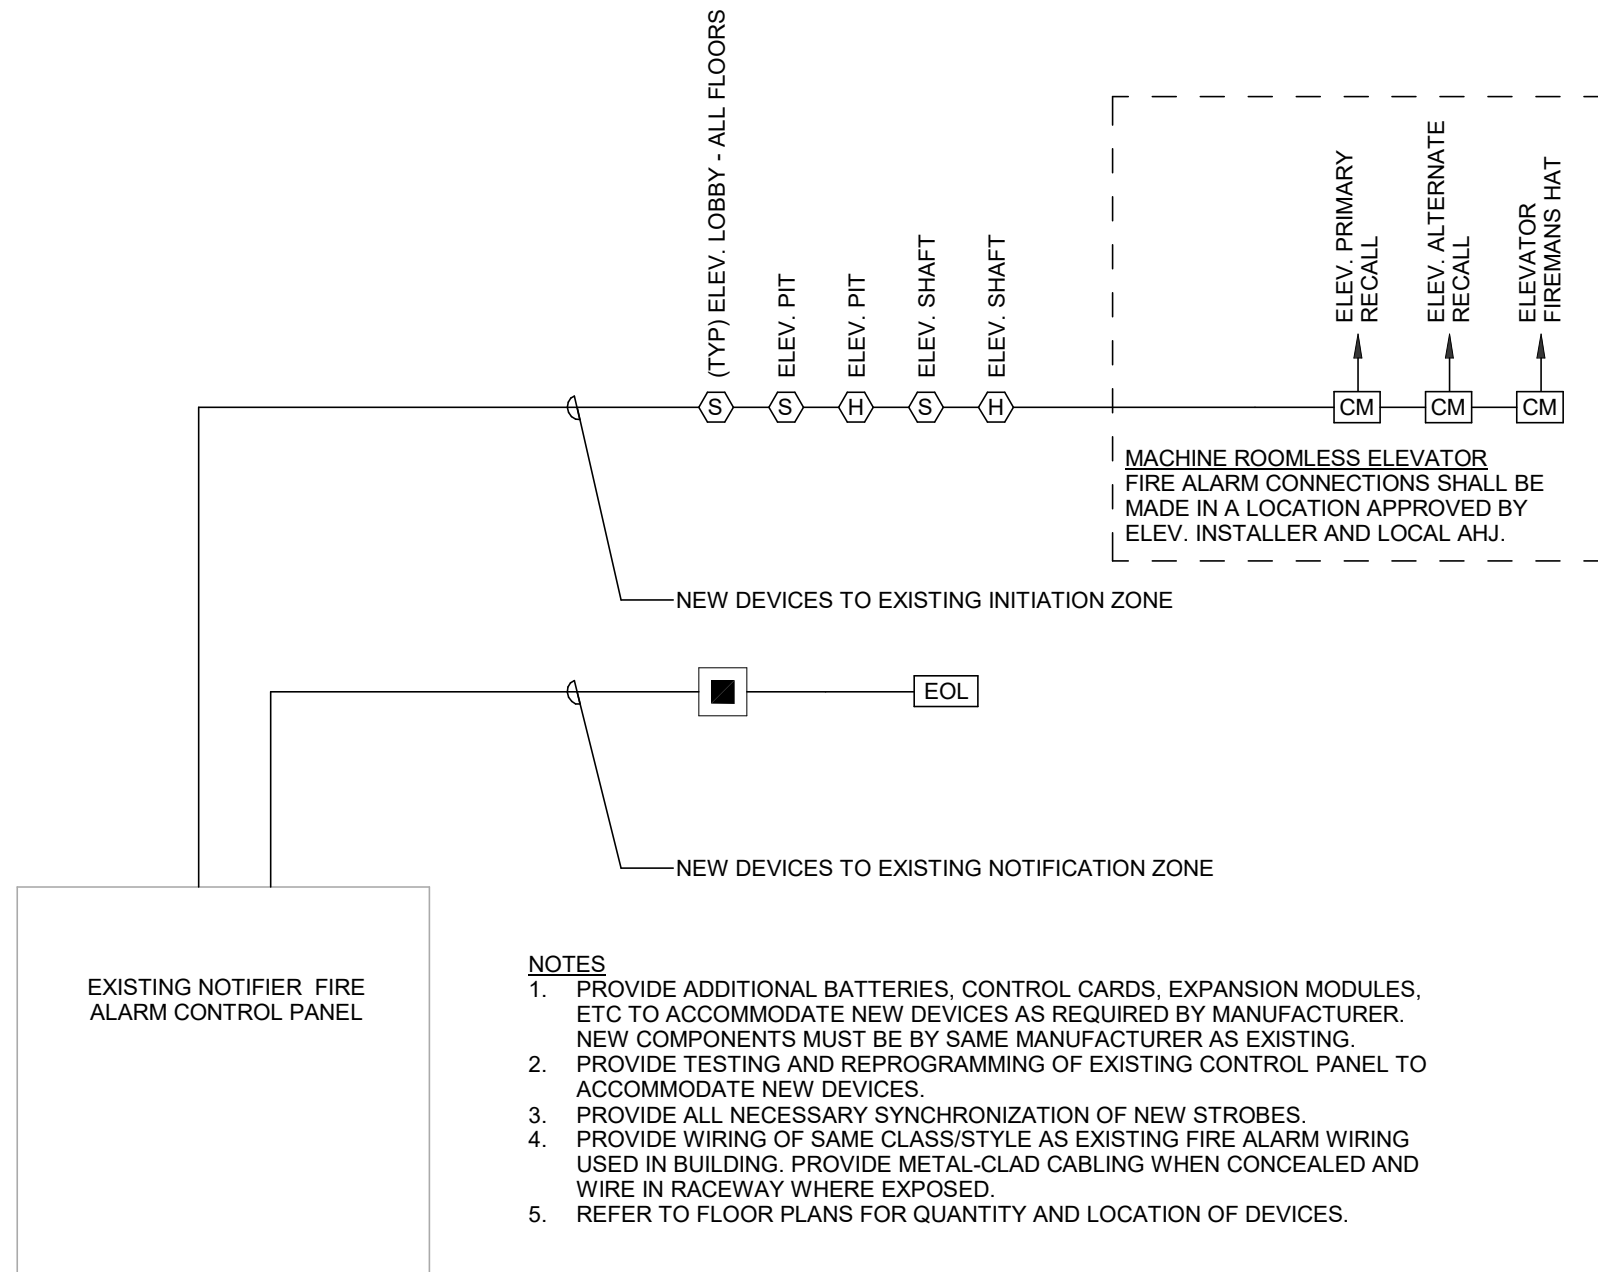 (TYP) ELEV. LOBBY - ALL FLOORS
ELEV. PIT
ELEV. PIT
ELEV. SHAFT
ELEV. SHAFT
ELEV. PRIMARY
RECALL
ELEV. ALTERNATE
RECALL
ELEVATOR
FIREMANS HAT
S
S
H
S
H
CM
CM
CM
MACHINE ROOMLESS ELEVATOR
FIRE ALARM CONNECTIONS SHALL BE
MADE IN A LOCATION APPROVED BY
ELEV. INSTALLER AND LOCAL AHJ.
NEW DEVICES TO EXISTING INITIATION ZONE
EOL
NEW DEVICES TO EXISTING NOTIFICATION ZONE
EXISTING NOTIFIER FIRE
ALARM CONTROL PANEL
NOTES
1. PROVIDE ADDITIONAL BATTERIES, CONTROL CARDS, EXPANSION MODULES,
ETC TO ACCOMMODATE NEW DEVICES AS REQUIRED BY MANUFACTURER.
NEW COMPONENTS MUST BE BY SAME MANUFACTURER AS EXISTING.
2. PROVIDE TESTING AND REPROGRAMMING OF EXISTING CONTROL PANEL TO
ACCOMMODATE NEW DEVICES.
3. PROVIDE ALL NECESSARY SYNCHRONIZATION OF NEW STROBES.
4. PROVIDE WIRING OF SAME CLASS/STYLE AS EXISTING FIRE ALARM WIRING
USED IN BUILDING. PROVIDE METAL-CLAD CABLING WHEN CONCEALED AND
WIRE IN RACEWAY WHERE EXPOSED.
5. REFER TO FLOOR PLANS FOR QUANTITY AND LOCATION OF DEVICES.